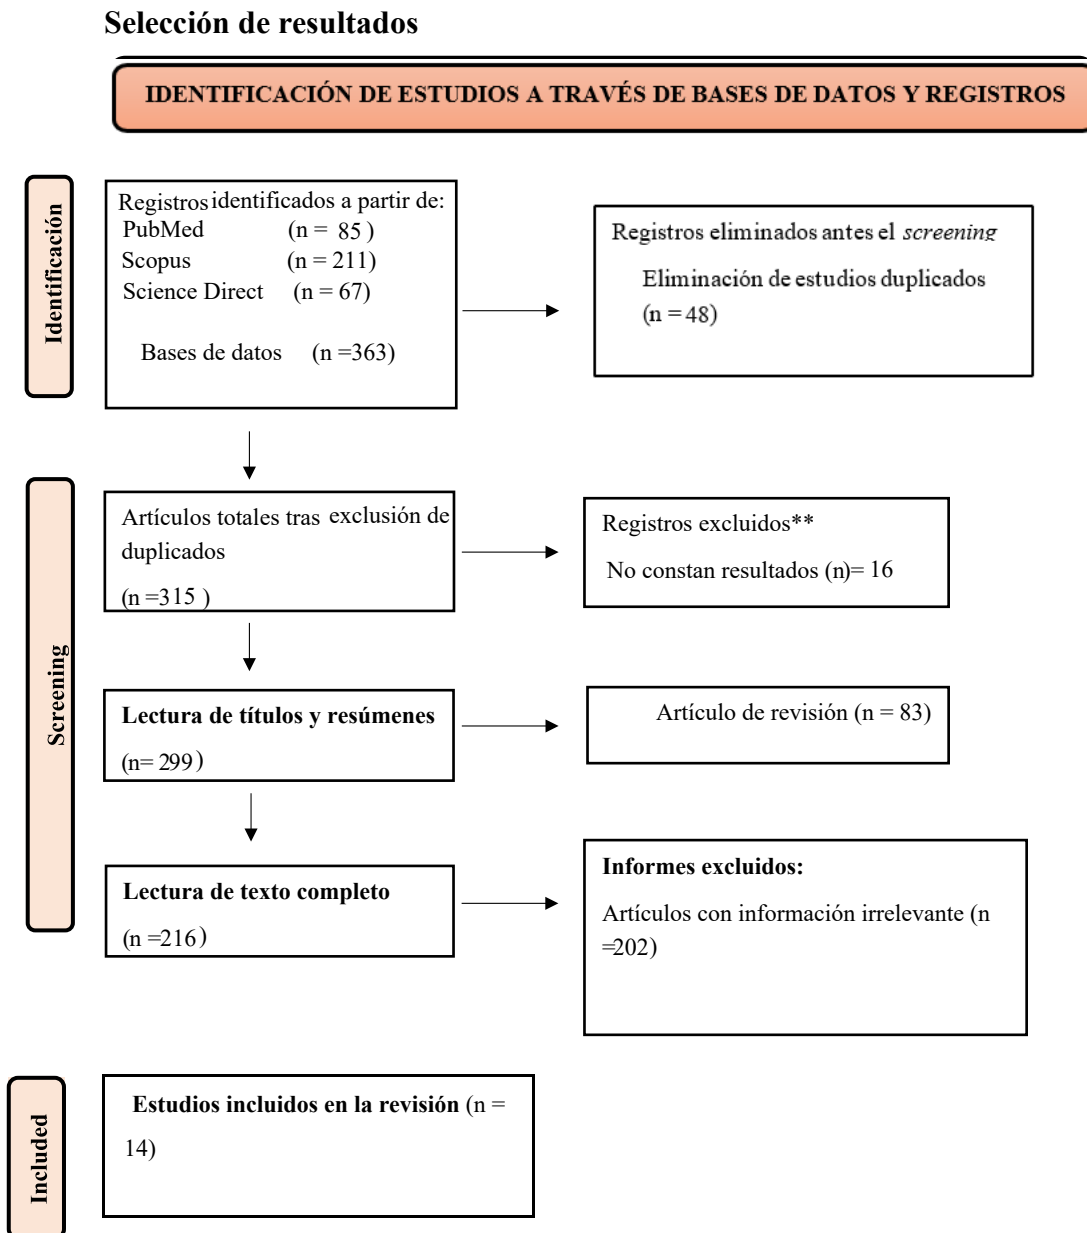 Selección de resultados
IDENTIFICACIÓN DE ESTUDIOS A TRAVÉS DE BASES DE DATOS Y REGISTROS
Identificación
Registros identificados a partir de:
PubMed (n = 85 )
Scopus (n = 211)
Science Direct (n = 67)
Bases de datos (n =363)
Registros eliminados antes el screening
Eliminación de estudios duplicados
(n = 48)
Screening
Artículos totales tras exclusión de
duplicados
(n =315 )
Registros excluidos**
No constan resultados (n)= 16
Lectura de títulos y resúmenes
(n= 299)
Artículo de revisión (n = 83)
Lectura de texto completo
(n =216)
Informes excluidos:
Artículos con información irrelevante (n
=202)
Included
Estudios incluidos en la revisión (n =
14)